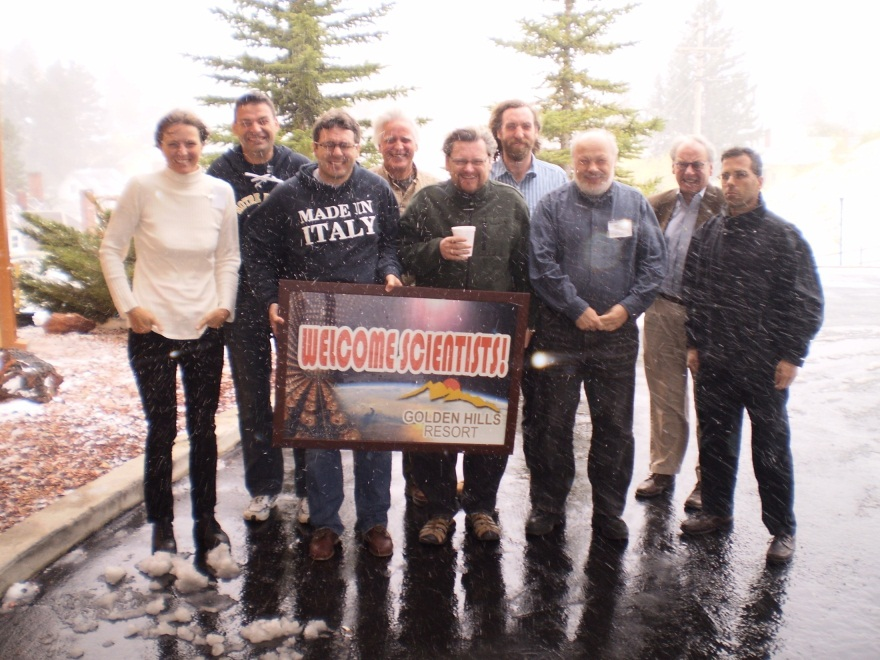 MADE IN
ITALY
WELCOME SCIENTISTS!
GOLDEN HILLS
RESORT